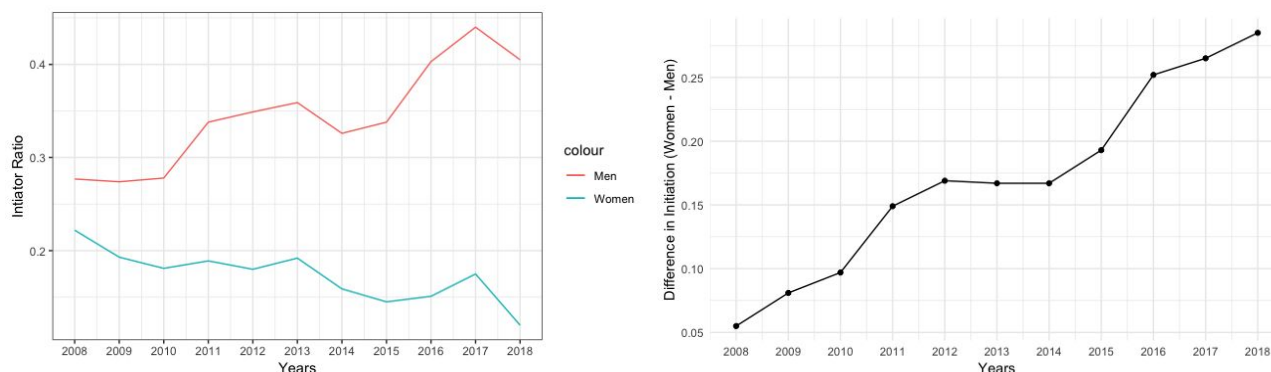 Intiator Ratio
0.4
0.3
0.2
2008 2009 2010 2011 2012 2013 2014 2015 2016 2017 2018
Years
colour
Men
Women
Difference in Initiation (Women - Men)
0.25
0.20
0.15
0.10
0.05
2008 2009 2010 2011 2012 2013 2014 2015 2016 2017 2018
Years